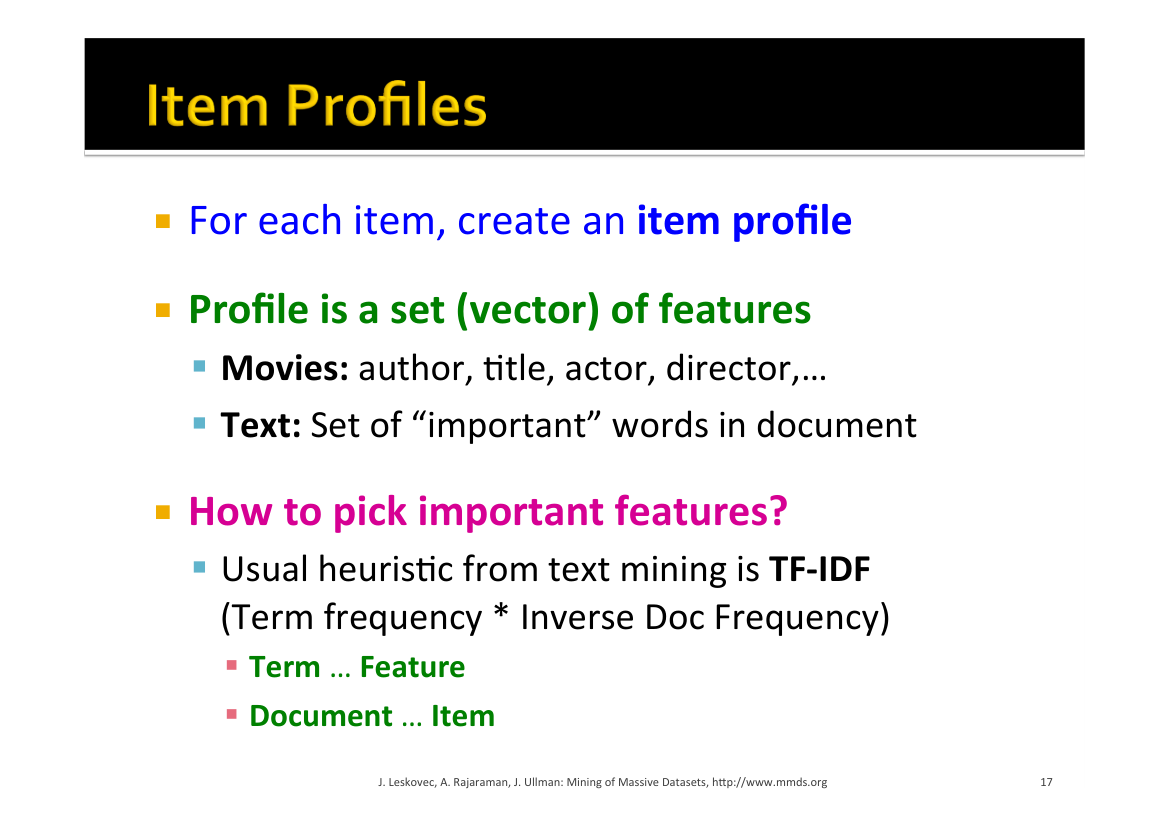 Item Profiles
For each item, create an item profile
Profile is a set (vector) of features
Movies: author, title, actor, director,…
Text: Set of “important” words in document
How to pick important features?
Usual heuristic from text mining is TF-IDF
(Term frequency * Inverse Doc Frequency)
Term … Feature
Document … Item
J. Leskovec, A. Rajaraman, J. Ullman: Mining of Massive Datasets, http://www.mmds.org
17